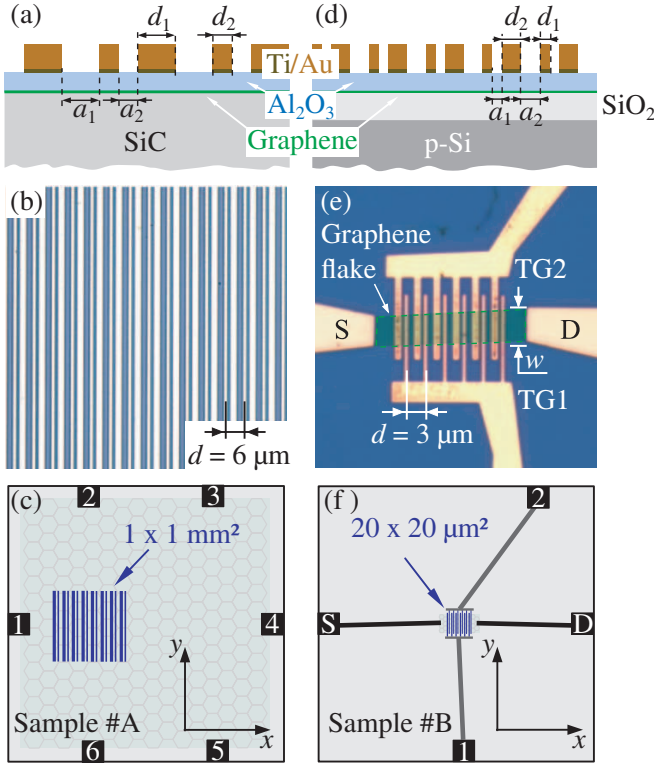 (a)
d₁
d₂
Ti/Au
Al₂O₃
Graphene
a₁
a₂
SiC
(d)
d₂
d₁
a₁
a₂
SiO₂
p-Si
(b)
d = 6 µm
(e)
Graphene
flake
TG2
S
D
w
TG1
d = 3 µm
(c)
2
3
1 x 1 mm²
1
4
y
x
Sample #A
6
5
(f)
2
20 x 20 µm²
S
D
y
x
Sample #B
1